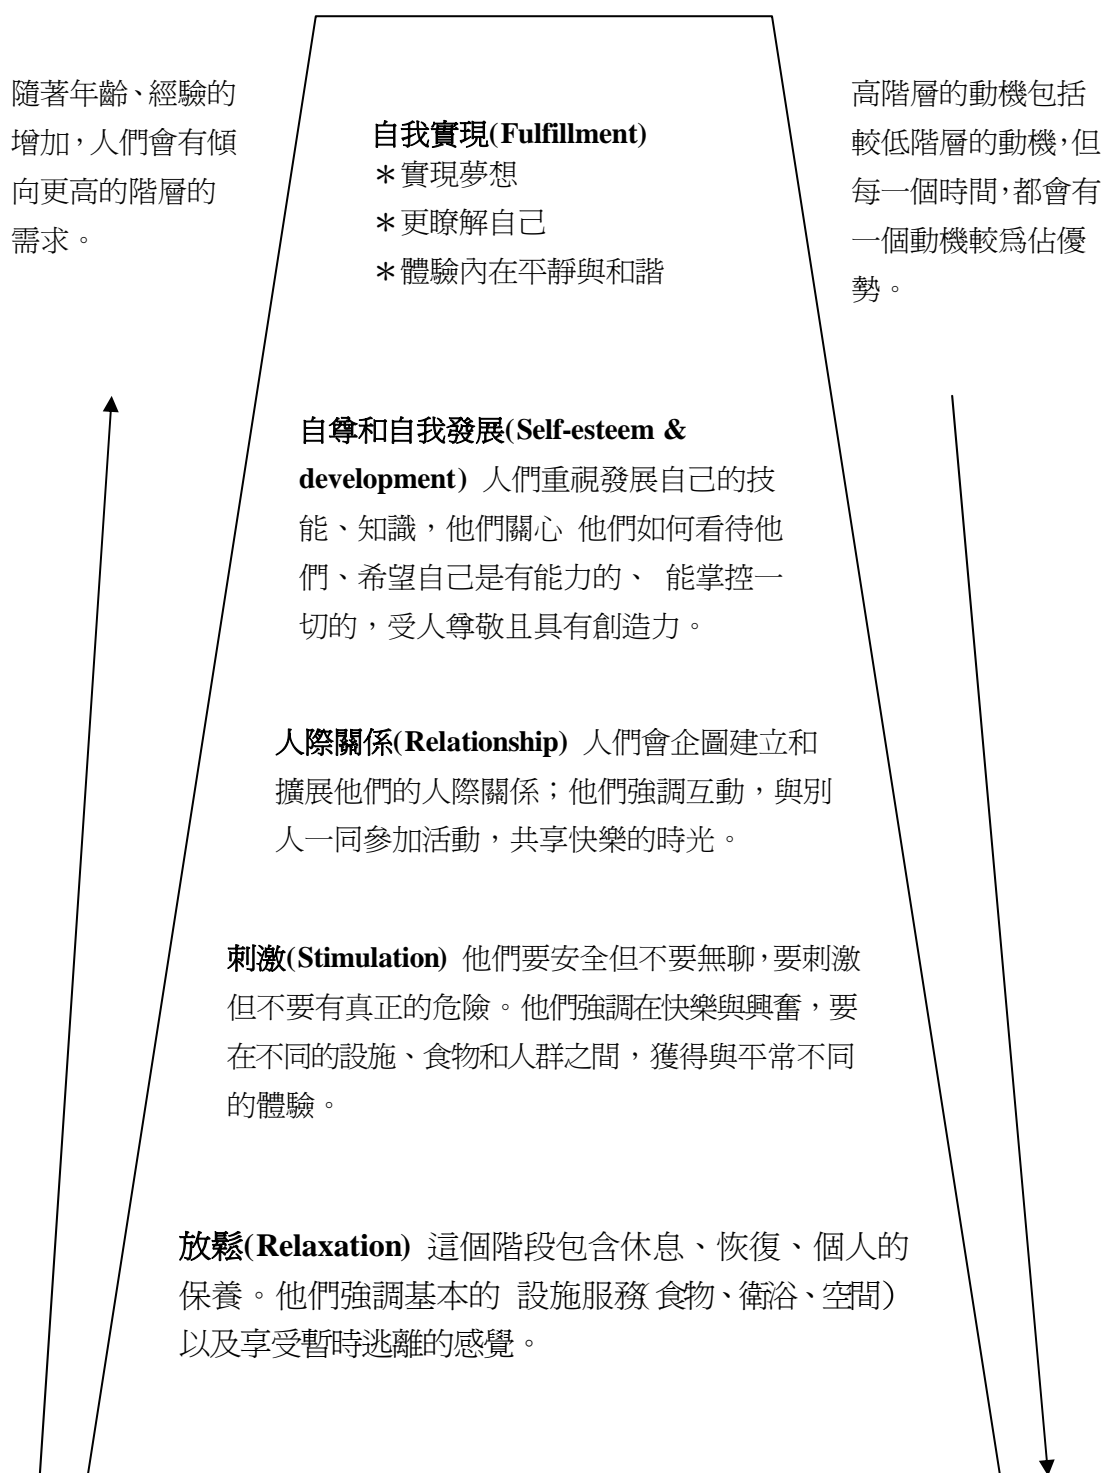 隨著年齡、經驗的
增加，人們會有傾
向更高的階層的
需求。
高階層的動機包括
較低階層的動機，但
每一個時間，都會有
一個動機較爲佔優
勢。
自我實現(Fulfillment)
＊實現夢想
＊更瞭解自己
＊體驗內在平靜與和諧
自尊和自我發展(Self-esteem &
development) 人們重視發展自己的技
能、知識，他們關心 他們如何看待他
們、希望自己是有能力的、 能掌控一
切的，受人尊敬且具有創造力。
人際關係(Relationship) 人們會企圖建立和
擴展他們的人際關係；他們強調互動，與別
人一同參加活動，共享快樂的時光。
刺激(Stimulation) 他們要安全但不要無聊，要刺激
但不要有真正的危險。他們強調在快樂與興奮，要
在不同的設施、食物和人群之間，獲得與平常不同
的體驗。
放鬆(Relaxation) 這個階段包含休息、恢復、個人的
保養。他們強調基本的 設施服務(食物、衛浴、空間)
以及享受暫時逃離的感覺。